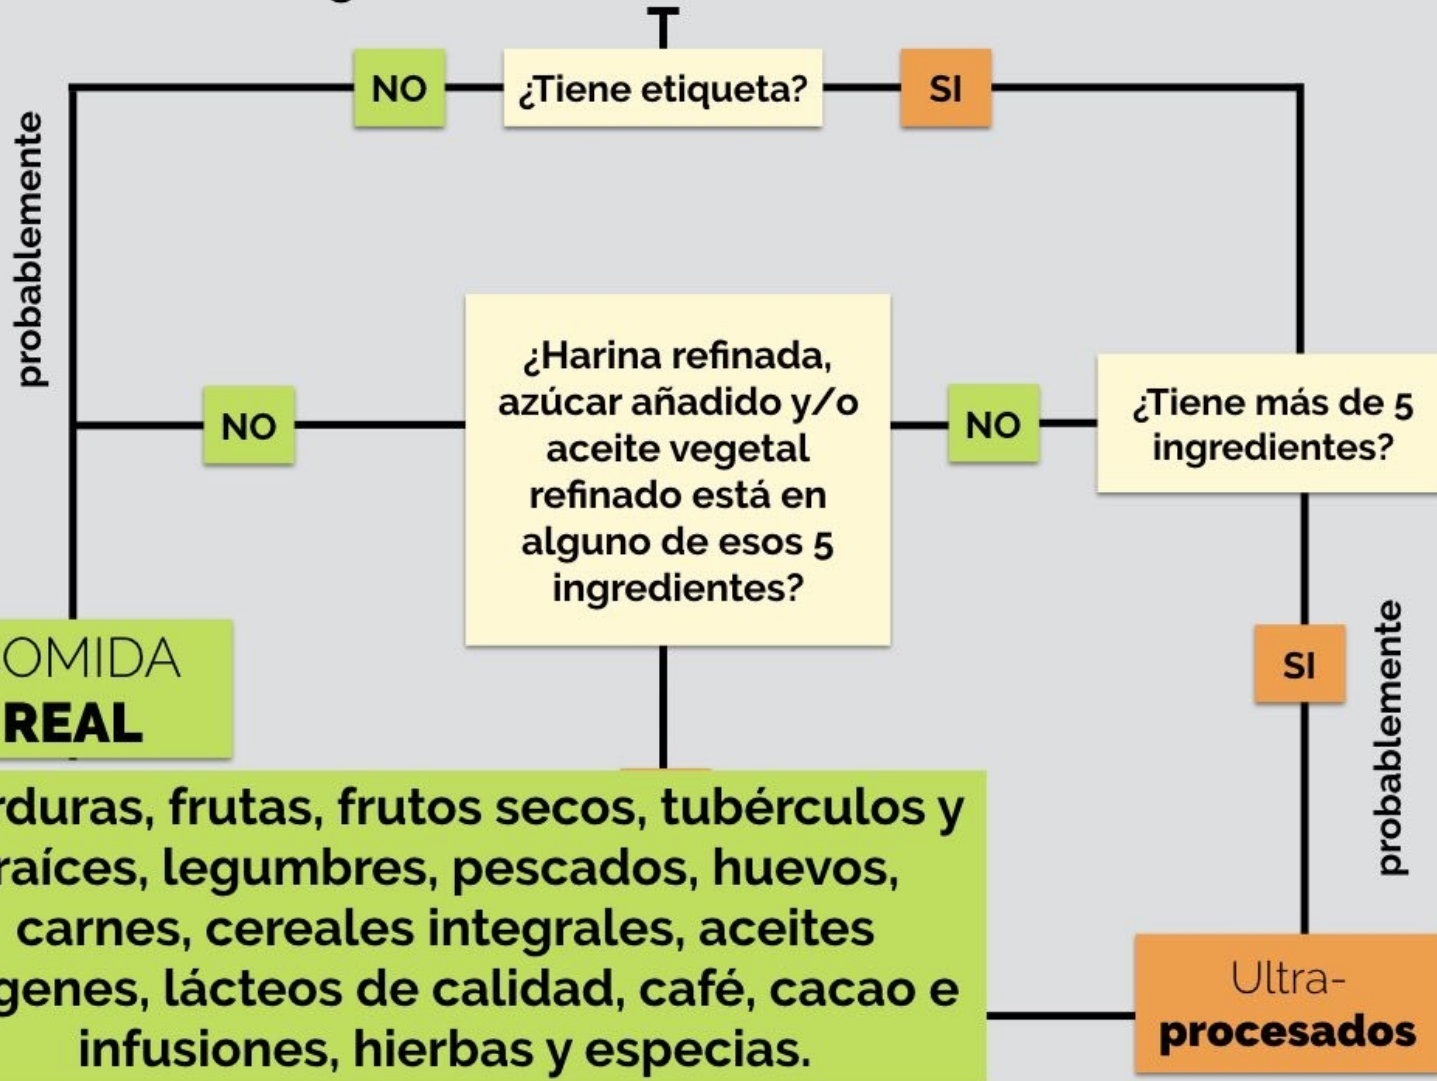 NO
¿Tiene etiqueta?
SI
probablemente
¿Harina refinada,
azúcar añadido y/o
aceite vegetal
refinado está en
alguno de esos 5
ingredientes?
NO
NO
¿Tiene más de 5
ingredientes?
SI
probablemente
OMIDA
REAL
rduras, frutas, frutos secos, tubérculos y
raíces, legumbres, pescados, huevos,
carnes, cereales integrales, aceites
genes, lácteos de calidad, café, cacao e
infusiones, hierbas y especias.
Ultra-
procesados